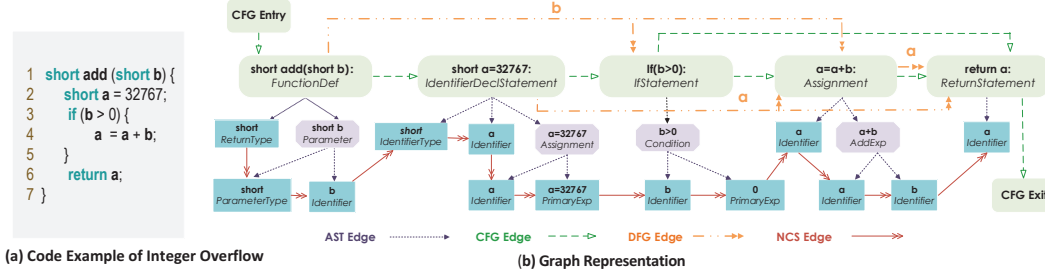 1 short add (short b) {
2 short a = 32767;
3 if (b > 0) {
4 a = a + b;
5 }
6 return a;
7 }
(a) Code Example of Integer Overflow
CFG Entry
b
short add(short b):
FunctionDef
short a=32767:
IdentifierDeclStatement
If(b>0):
IfStatement
a=a+b:
Assignment
a
return a:
ReturnStatement
a
short
ReturnType
short b
Parameter
short
IdentifierType
a
Identifier
a=32767
Assignment
b>0
Condition
a
Identifier
a+b
AddExp
a
Identifier
short
ParameterType
b
Identifier
a
Identifier
a=32767
PrimaryExp
b
Identifier
0
PrimaryExp
a
Identifier
b
Identifier
CFG Exit
AST Edge
CFG Edge
DFG Edge
NCS Edge
(b) Graph Representation